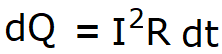 dQ = I²R dt